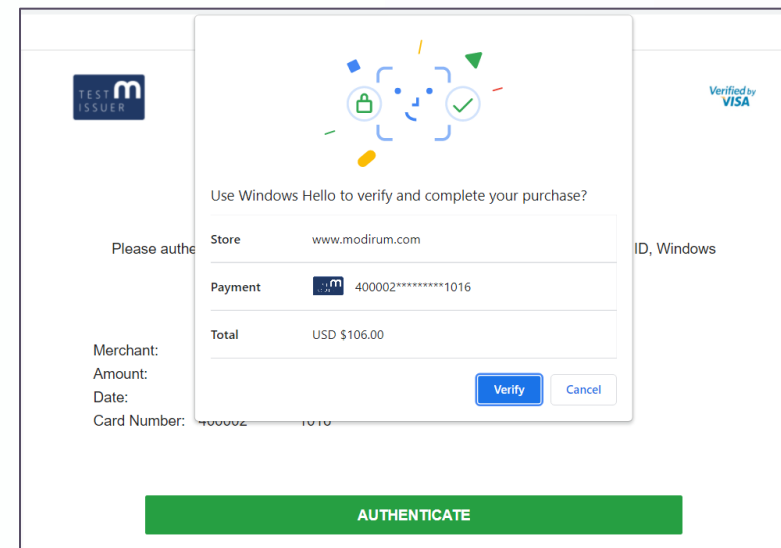 TEST m
ISSUER
Verified by
VISA
Use Windows Hello to verify and complete your purchase?
Store www.modirum.com
Payment m 400002*********1016
Total USD $106.00
Verify Cancel
Please authe ID, Windows
Merchant:
Amount:
Date:
Card Number: 400002 1016
AUTHENTICATE